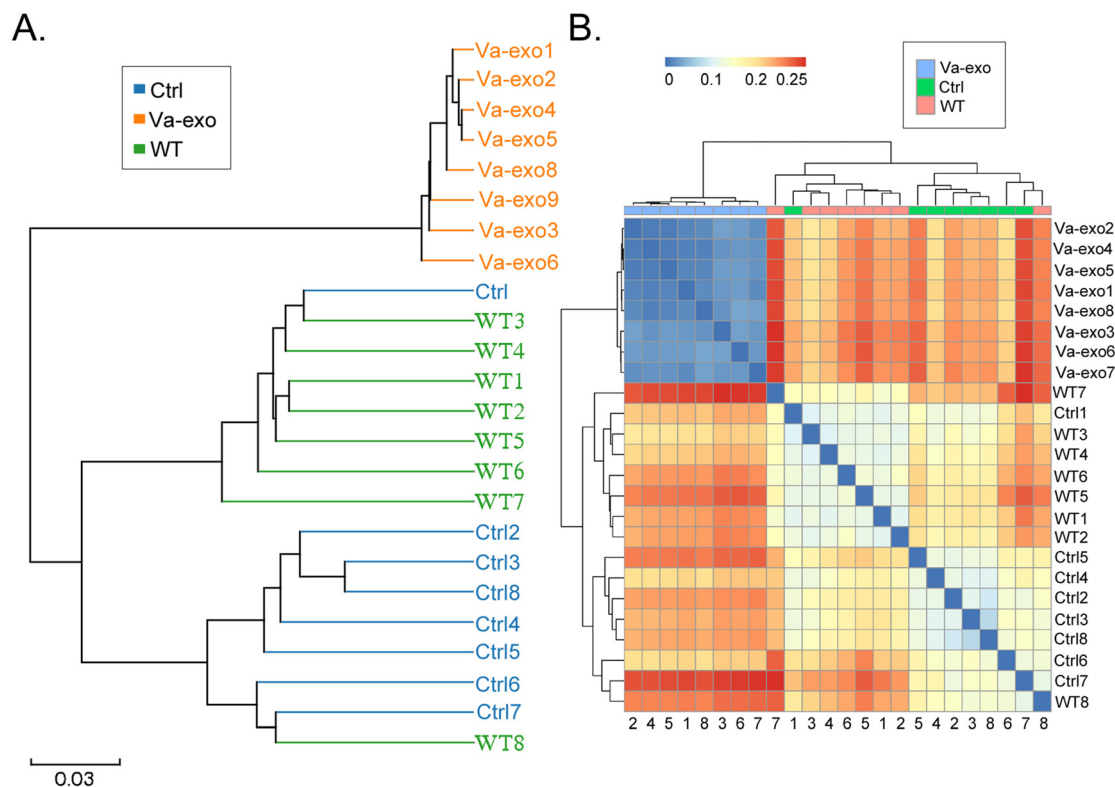 A.
Ctrl
Va-exo
WT
Va-exo1
Va-exo2
Va-exo4
Va-exo5
Va-exo8
Va-exo9
Va-exo3
Va-exo6
Ctrl
WT3
WT4
WT1
WT2
WT5
WT6
WT7
Ctrl2
Ctrl3
Ctrl8
Ctrl4
Ctrl5
Ctrl6
Ctrl7
WT8
0.03
B.
0 0.1 0.2 0.25
Va-exo
Ctrl
WT
Va-exo2
Va-exo4
Va-exo5
Va-exo1
Va-exo8
Va-exo3
Va-exo6
Va-exo7
WT7
Ctrl1
WT3
WT4
WT6
WT5
WT1
WT2
Ctrl5
Ctrl4
Ctrl2
Ctrl3
Ctrl8
Ctrl6
Ctrl7
WT8
2 4 5 1 8 3 6 7 7 1 3 4 6 5 1 2 5 4 2 3 8 6 7 8